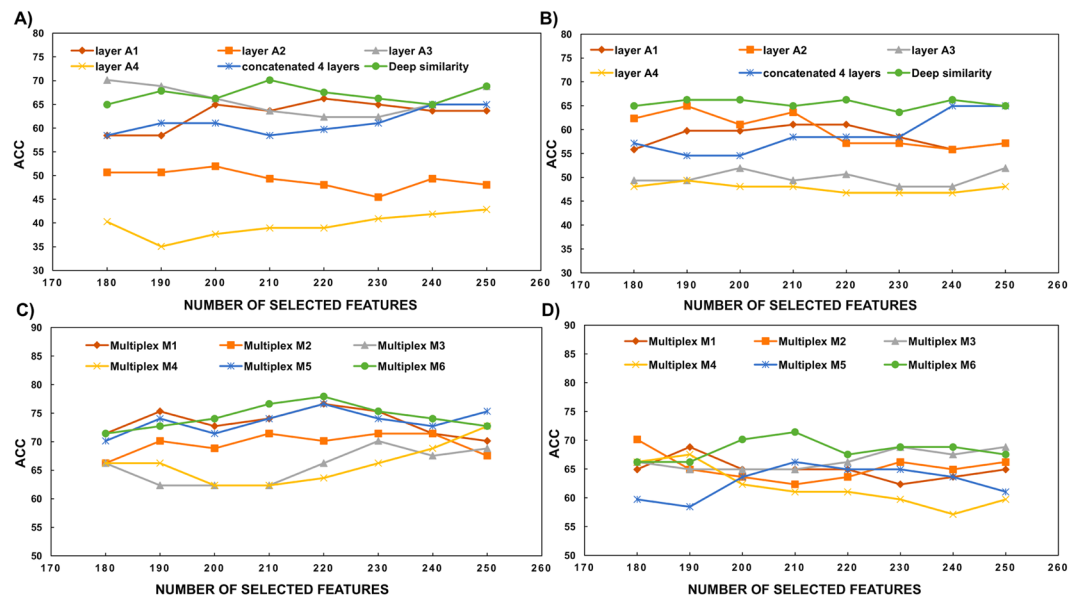 A)
layer A1 layer A2 layer A3
layer A4 concatenated 4 layers Deep similarity
80
75
70
65
60
55
50
45
40
35
30
ACC
170 180 190 200 210 220 230 240 250 260
NUMBER OF SELECTED FEATURES
B)
layer A1 layer A2 layer A3
layer A4 concatenated 4 layers Deep similarity
80
75
70
65
60
55
50
45
40
35
30
ACC
170 180 190 200 210 220 230 240 250 260
NUMBER OF SELECTED FEATURES
C)
Multiplex M1 Multiplex M2 Multiplex M3
Multiplex M4 Multiplex M5 Multiplex M6
90
85
80
75
70
65
60
55
50
ACC
170 180 190 200 210 220 230 240 250 260
NUMBER OF SELECTED FEATURES
D)
Multiplex M1 Multiplex M2 Multiplex M3
Multiplex M4 Multiplex M5 Multiplex M6
90
85
80
75
70
65
60
55
50
ACC
170 180 190 200 210 220 230 240 250 260
NUMBER OF SELECTED FEATURES